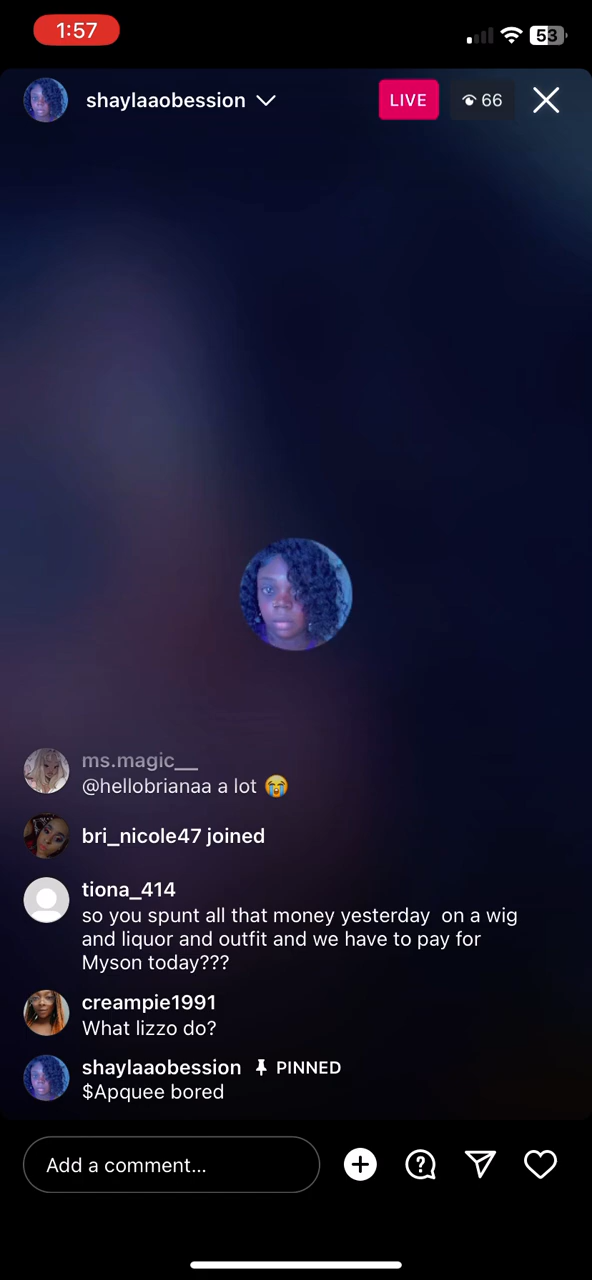 1:57
53
shaylaaobession
LIVE
66
ms.magic__
@hellobrianaa a lot 😭
bri_nicole47 joined
tiona_414
so you spunt all that money yesterday  on a wig
and liquor and outfit and we have to pay for
Myson today???
creampie1991
What lizzo do?
shaylaaobession PINNED
$Apquee bored
Add a comment...